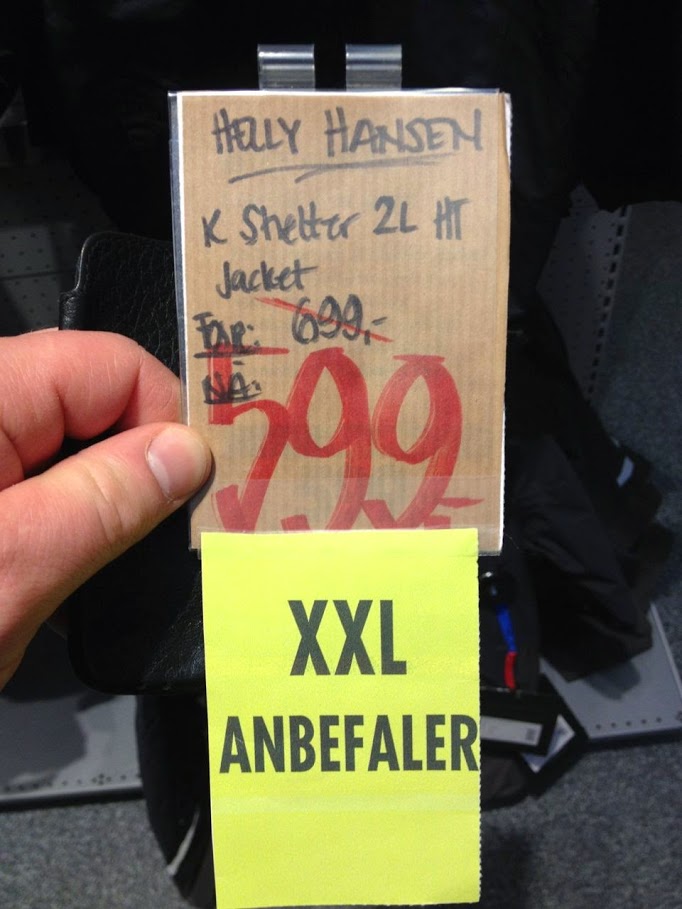 HELLY HANSEN
K Shelter 2L HT
Jacket
FØR: 699,-
NÅ:
599,-
XXL
ANBEFALER